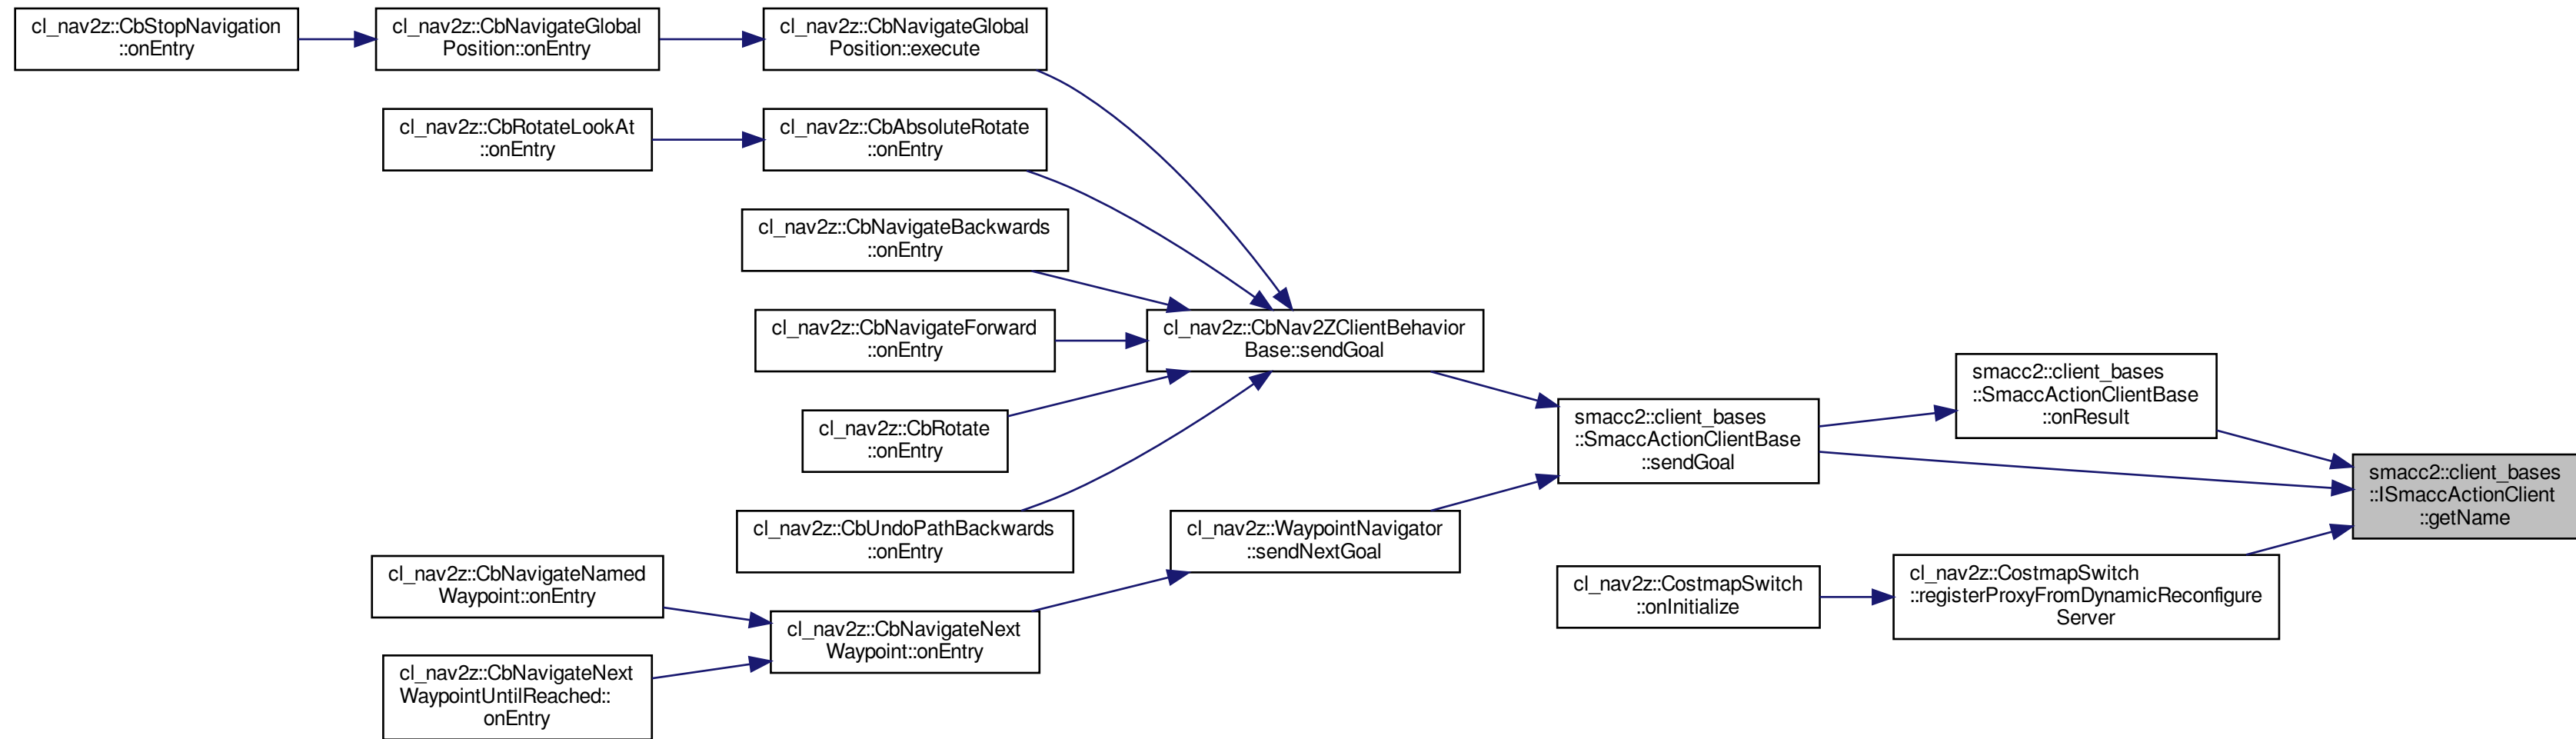 cl_nav2z::CbStopNavigation
::onEntry
cl_nav2z::CbNavigateGlobal
Position::onEntry
cl_nav2z::CbNavigateGlobal
Position::execute
cl_nav2z::CbRotateLookAt
::onEntry
cl_nav2z::CbAbsoluteRotate
::onEntry
cl_nav2z::CbNavigateBackwards
::onEntry
cl_nav2z::CbNavigateForward
::onEntry
cl_nav2z::CbNav2ZClientBehavior
Base::sendGoal
cl_nav2z::CbRotate
::onEntry
smacc2::client_bases
::SmaccActionClientBase
::sendGoal
smacc2::client_bases
::SmaccActionClientBase
::onResult
smacc2::client_bases
::ISmaccActionClient
::getName
cl_nav2z::CbUndoPathBackwards
::onEntry
cl_nav2z::WaypointNavigator
::sendNextGoal
cl_nav2z::CbNavigateNamed
Waypoint::onEntry
cl_nav2z::CostmapSwitch
::onInitialize
cl_nav2z::CostmapSwitch
::registerProxyFromDynamicReconfigure
Server
cl_nav2z::CbNavigateNext
Waypoint::onEntry
cl_nav2z::CbNavigateNext
WaypointUntilReached::
onEntry